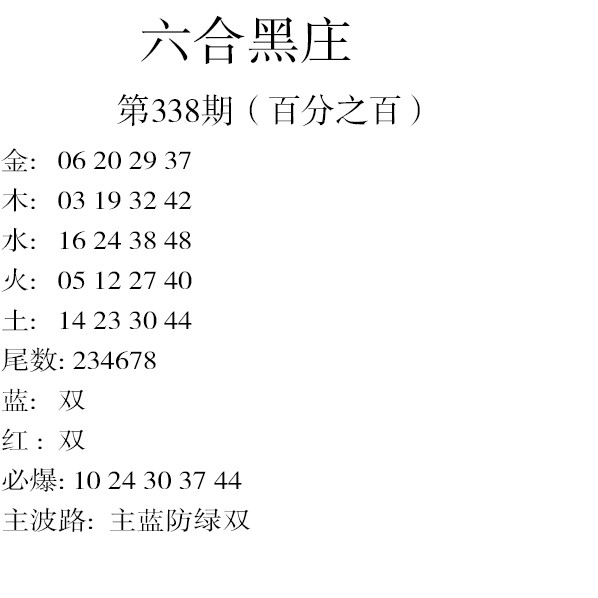 六合黑庄
第338期（百分之百）
金: 06 20 29 37
木: 03 19 32 42
水: 16 24 38 48
火: 05 12 27 40
土: 14 23 30 44
尾数: 234678
蓝: 双
红 : 双
必爆: 10 24 30 37 44
主波路: 主蓝防绿双